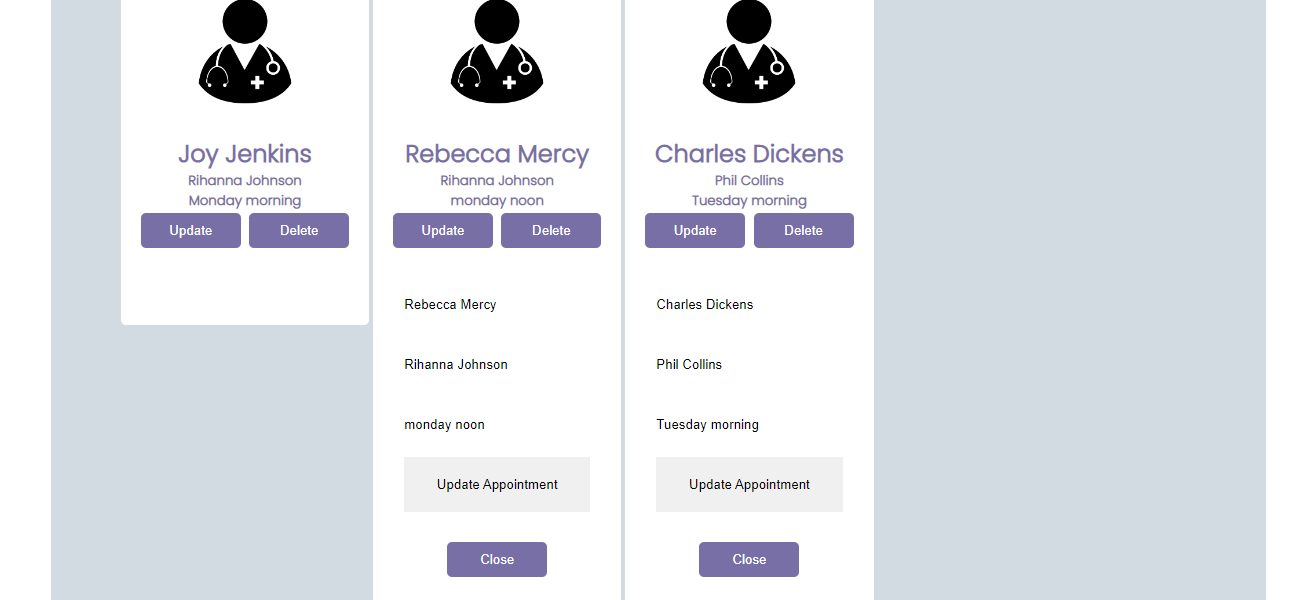 Joy Jenkins
Rihanna Johnson
Monday morning
Update Delete
Rebecca Mercy
Rihanna Johnson
monday noon
Update Delete
Rebecca Mercy
Rihanna Johnson
monday noon
Update Appointment
Close
Charles Dickens
Phil Collins
Tuesday morning
Update Delete
Charles Dickens
Phil Collins
Tuesday morning
Update Appointment
Close